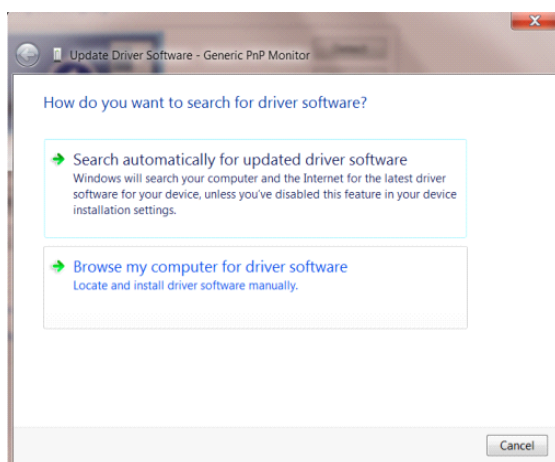 Update Driver Software - Generic PnP Monitor
How do you want to search for driver software?
Search automatically for updated driver software
Windows will search your computer and the Internet for the latest driver
software for your device, unless you've disabled this feature in your device
installation settings.
Browse my computer for driver software
Locate and install driver software manually.
Cancel